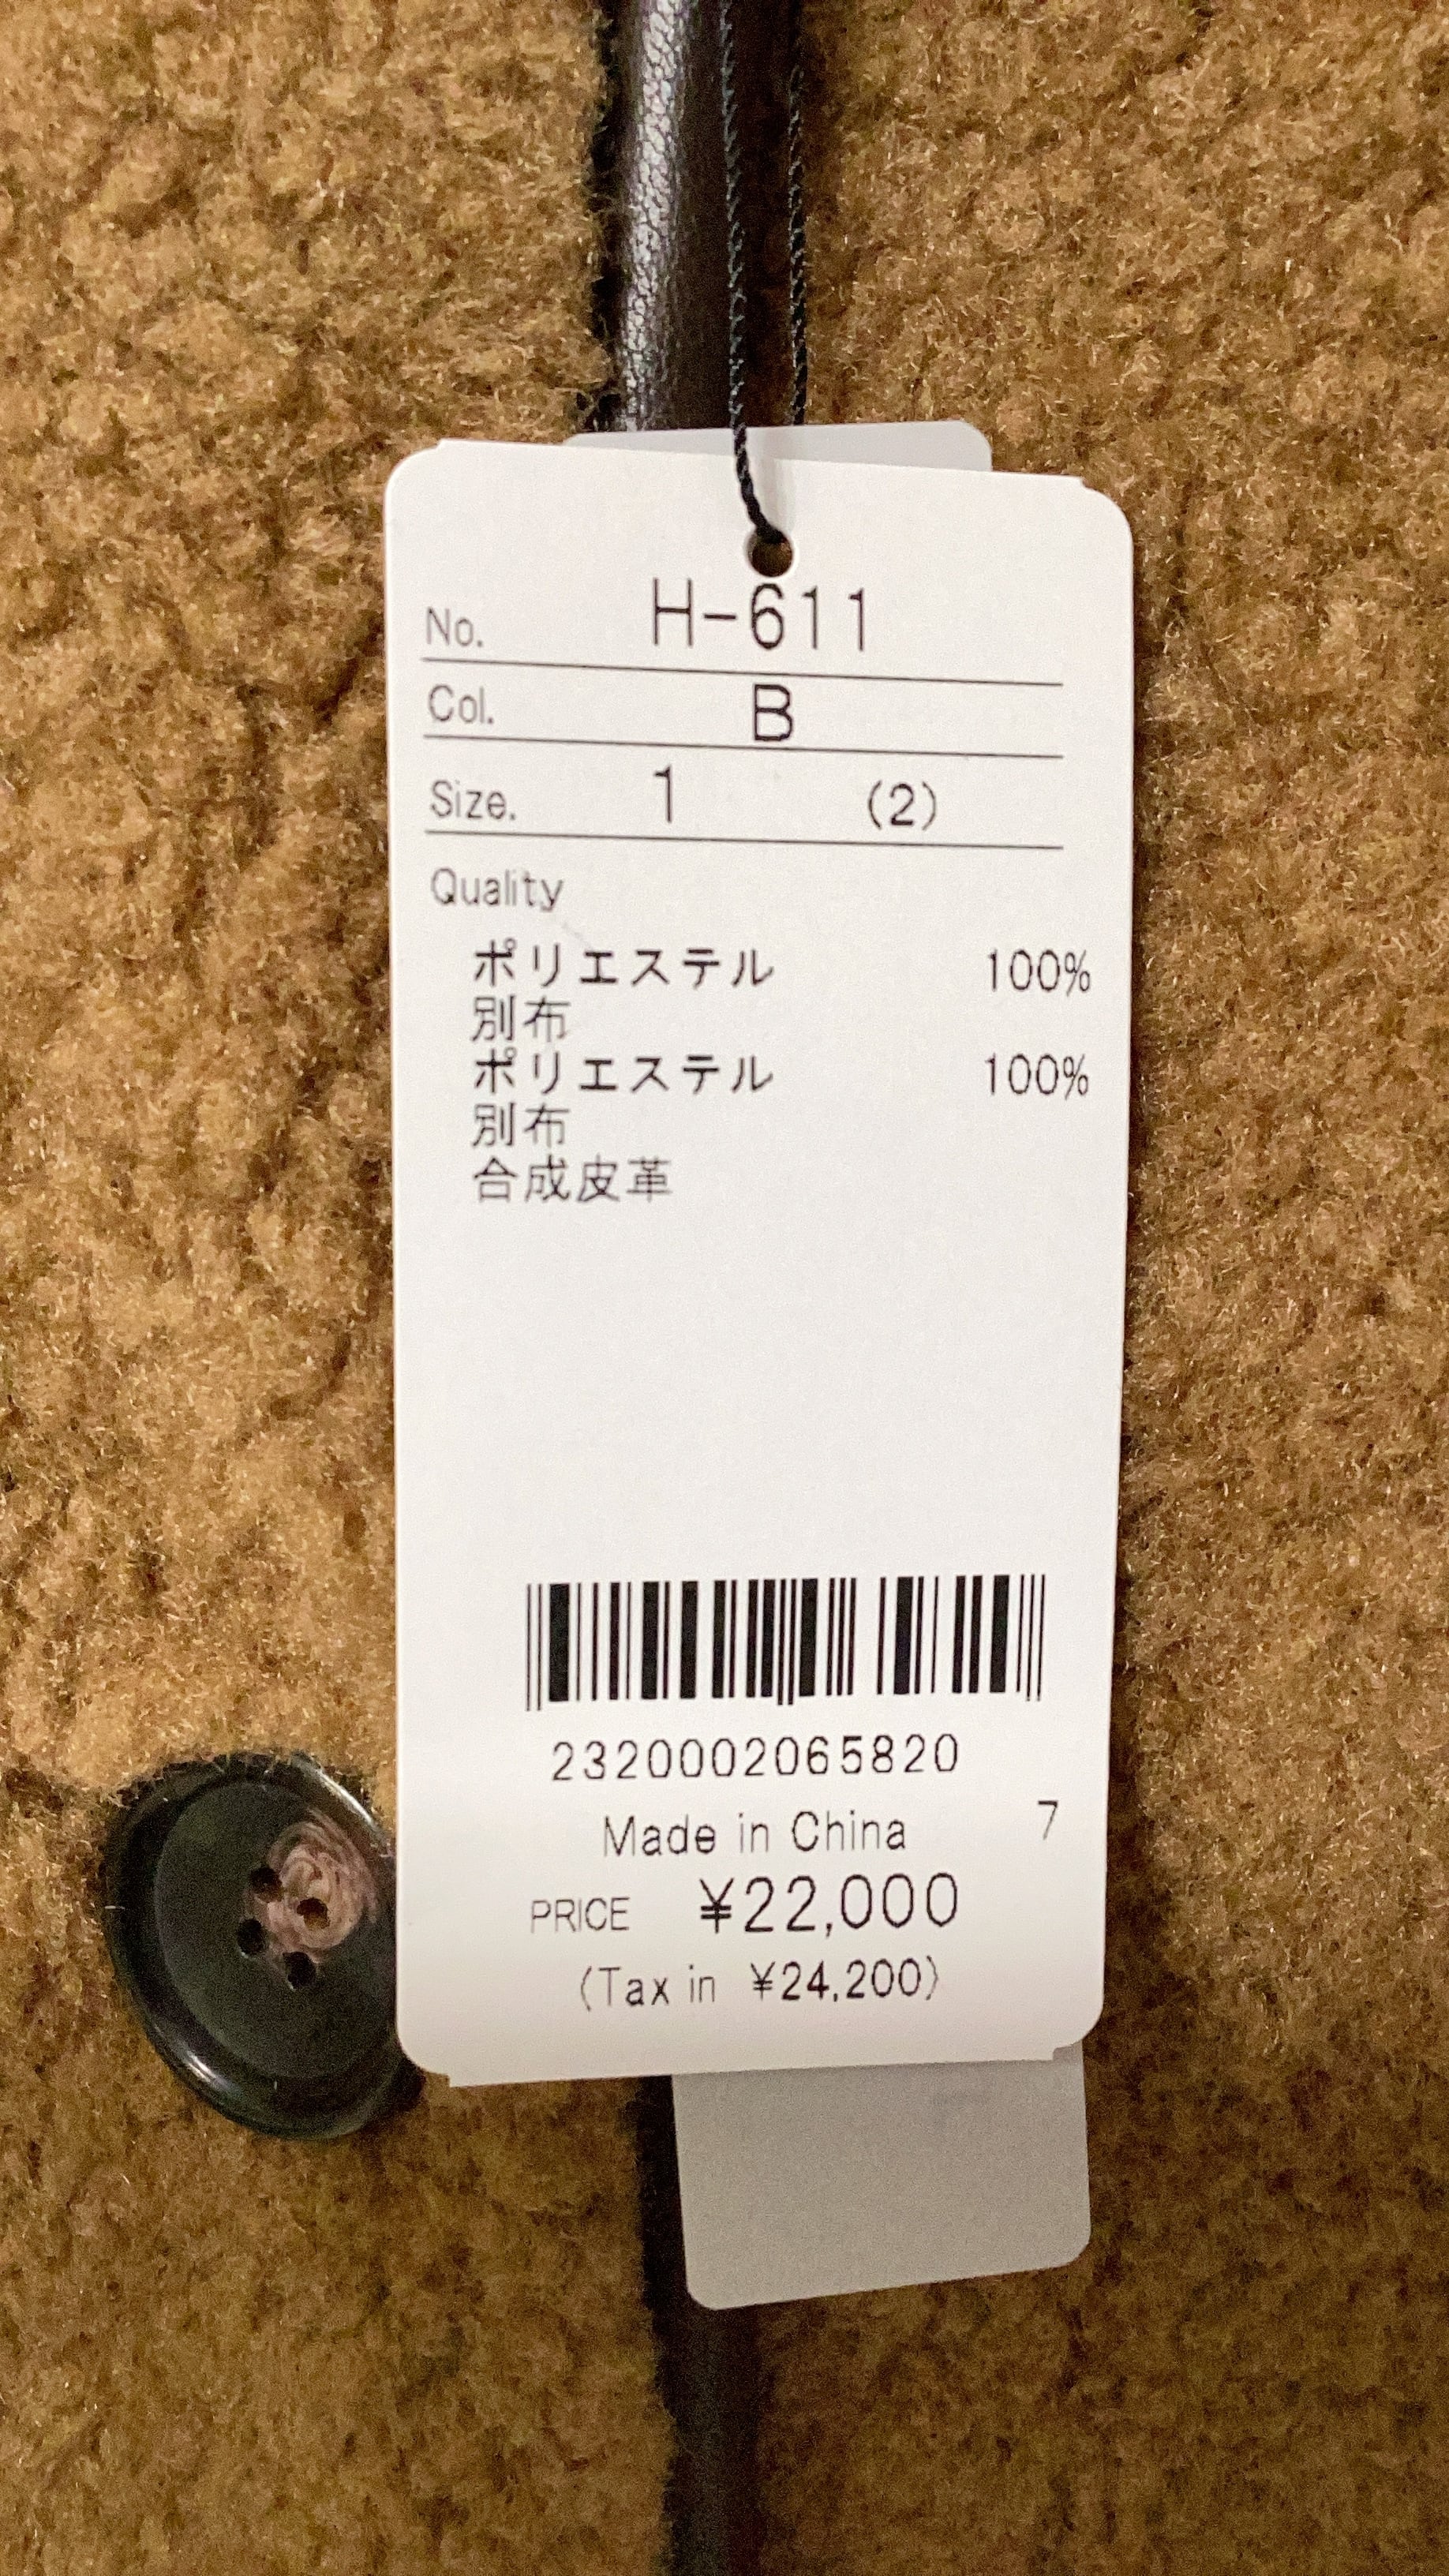 No. H-611
Col. B
Size. 1 (2)
Quality
ポリエステル 100%
別布
ポリエステル 100%
別布
合成皮革
2320002065820
Made in China 7
PRICE ¥22,000
(Tax in ¥24,200)